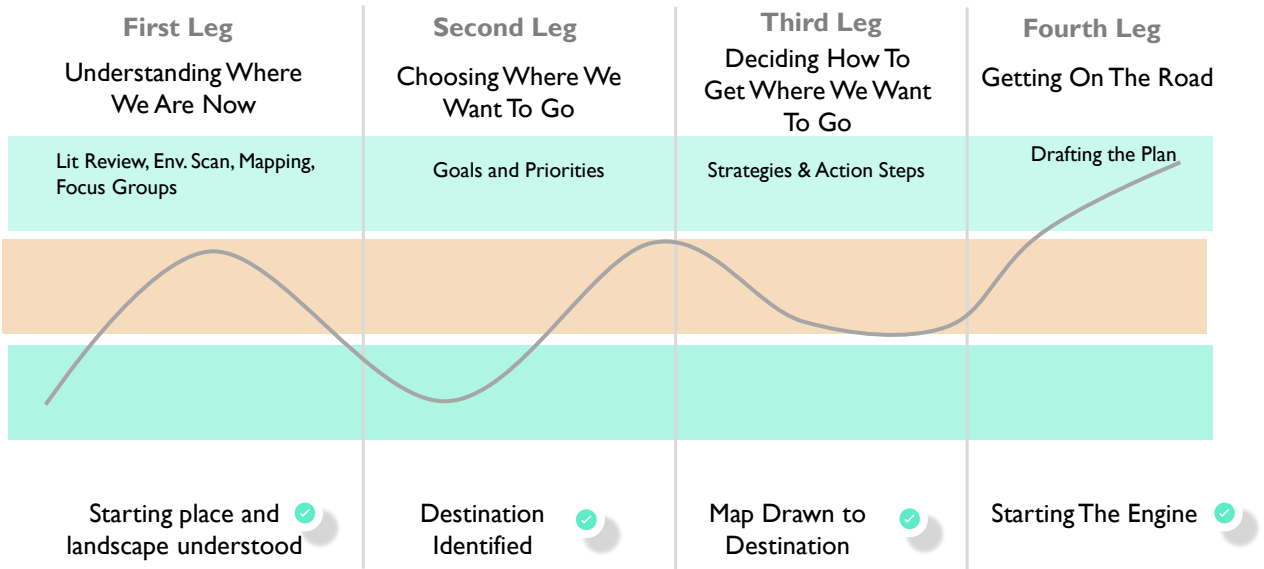 First Leg
Understanding Where
We Are Now
Lit Review, Env. Scan, Mapping,
Focus Groups
Starting place and
landscape understood
Second Leg
Choosing Where We
Want To Go
Goals and Priorities
Destination
Identified
Third Leg
Deciding How To
Get Where We Want
To Go
Strategies & Action Steps
Map Drawn to
Destination
Fourth Leg
Getting On The Road
Drafting the Plan
Starting The Engine